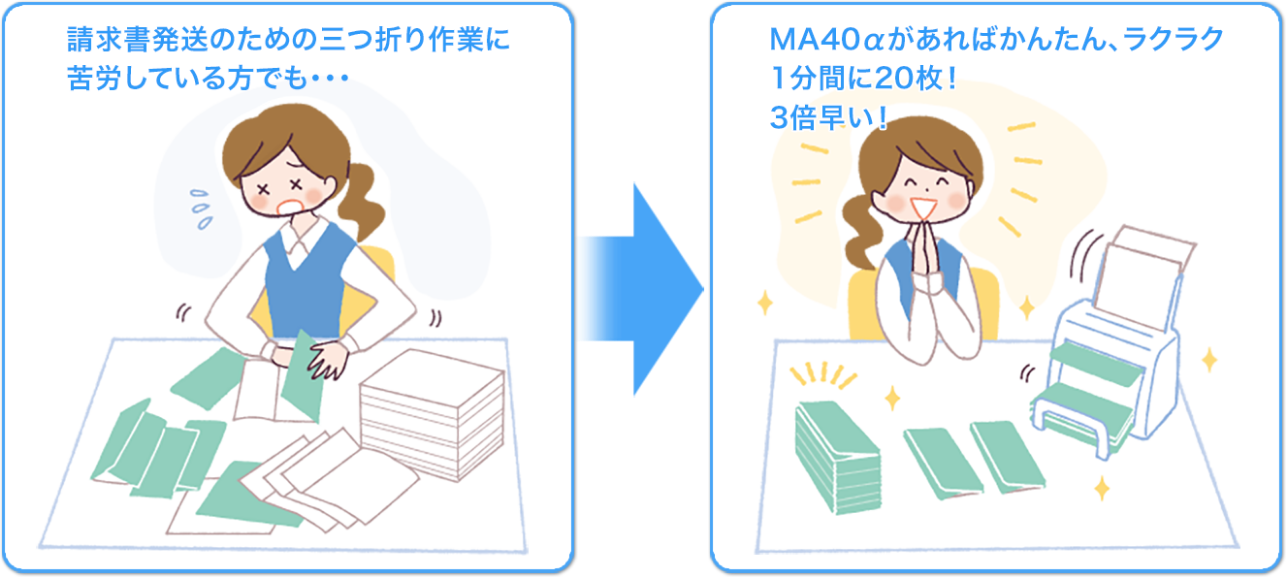 請求書発送のための三つ折り作業に
苦労している方でも・・・
MA40αがあればかんたん、ラクラク
1分間に20枚！
3倍早い！